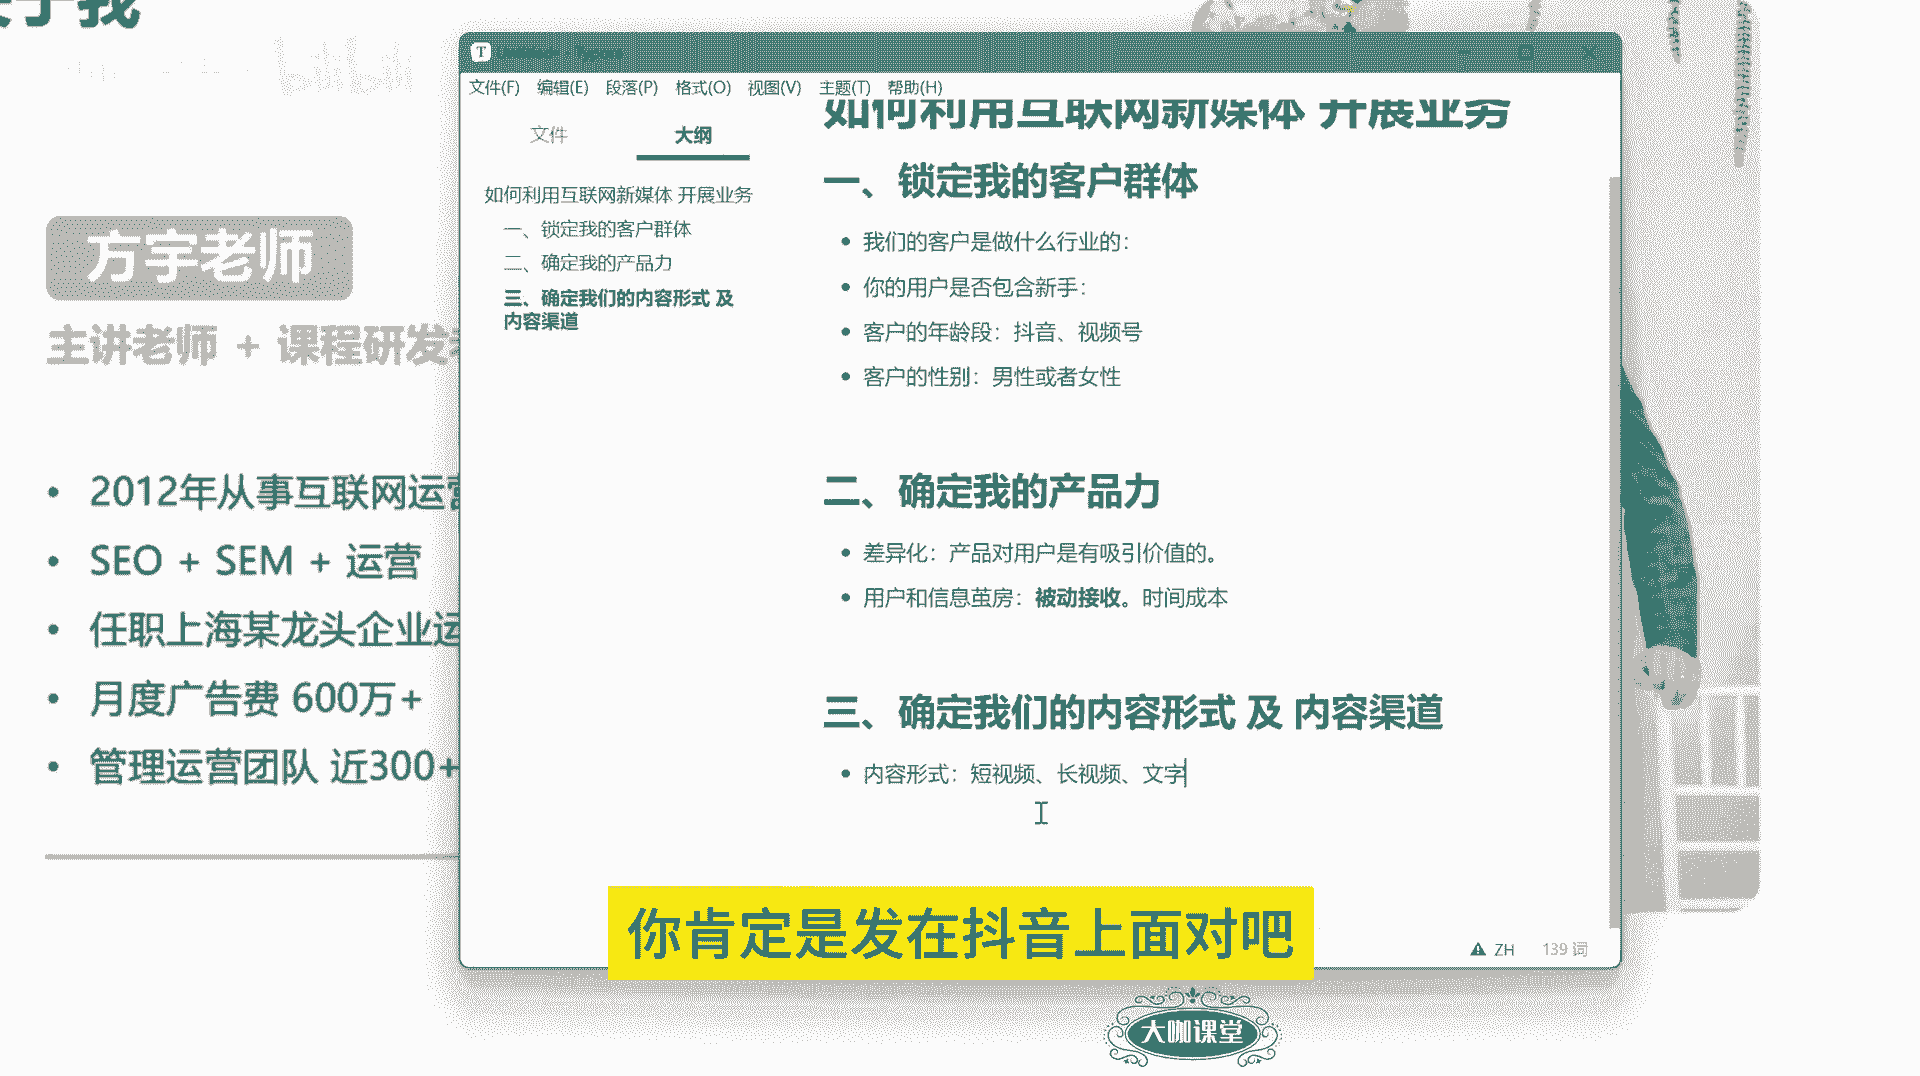 bilibili
方宇老师
主讲老师 + 课程研发
2012年从事互联网运营
SEO + SEM + 运营
任职上海某龙头企业运
月度广告费 600万+
管理运营团队 近300+
文件(F) 编辑(E) 段落(P) 格式(O) 视图(V) 主题(T) 帮助(H)
文件 大纲
如何利用互联网新媒体 开展业务
一、锁定我的客户群体
二、确定我的产品力
三、确定我们的内容形式 及
内容渠道
如何利用互联网新媒体 开展业务
一、锁定我的客户群体
我们的客户是做什么行业的：
你的用户是否包含新手：
客户的年龄段：抖音、视频号
客户的性别：男性或者女性
二、确定我的产品力
差异化：产品对用户是有吸引价值的。
用户和信息茧房：被动接收。时间成本
三、确定我们的内容形式 及 内容渠道
内容形式：短视频、长视频、文字
ZH 139 词
你肯定是发在抖音上面对吧
大咖课堂